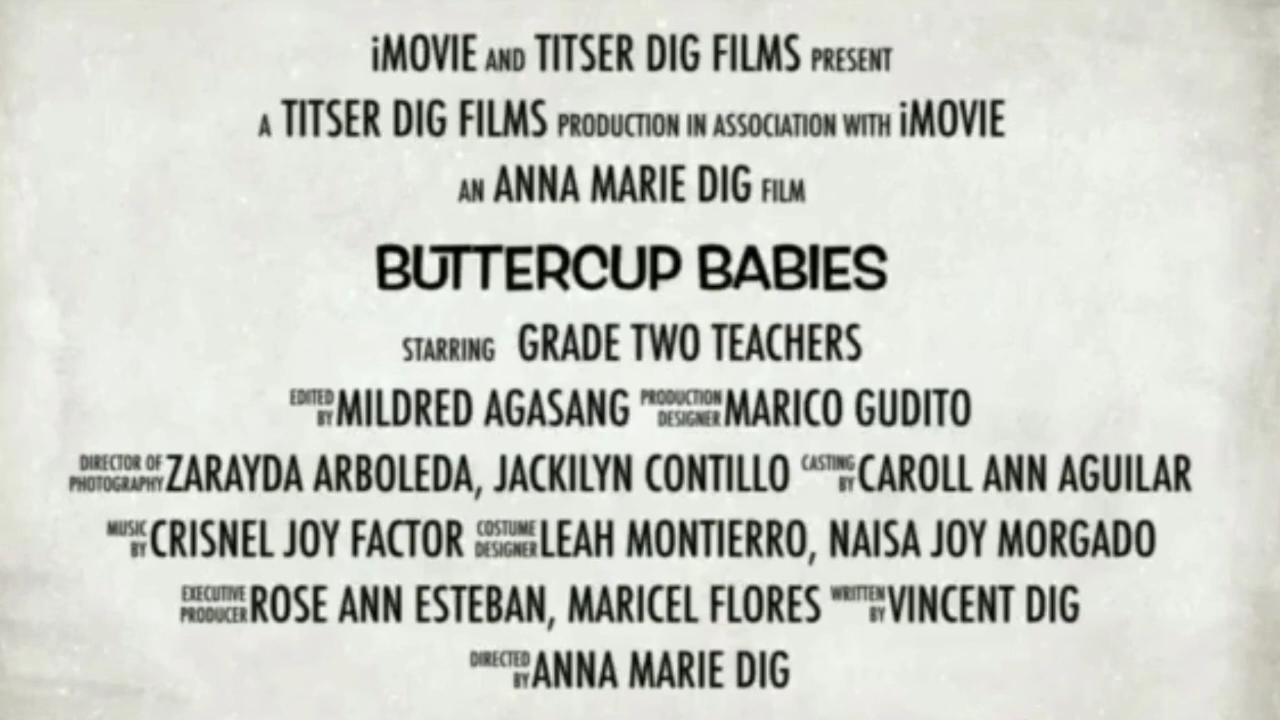 iMOVIE AND TITSER DIG FILMS PRESENT
A TITSER DIG FILMS PRODUCTION IN ASSOCIATION WITH iMOVIE
AN ANNA MARIE DIG FILM
BUTTERCUP BABIES
STARRING GRADE TWO TEACHERS
EDITED BY MILDRED AGASANG PRODUCTION DESIGNER MARICO GUDITO
DIRECTOR OF PHOTOGRAPHY ZARAYDA ARBOLEDA, JACKILYN CONTILLO CASTING BY CAROLL ANN AGUILAR
MUSIC BY CRISNEL JOY FACTOR COSTUME DESIGNER LEAH MONTIERRO, NAISA JOY MORGADO
EXECUTIVE PRODUCER ROSE ANN ESTEBAN, MARICEL FLORES WRITTEN BY VINCENT DIG
DIRECTED BY ANNA MARIE DIG